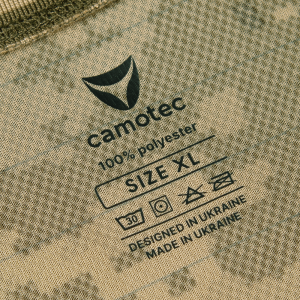 camotec
100% polyester
SIZE XL
30
DESIGNED IN UKRAINE
MADE IN UKRAINE